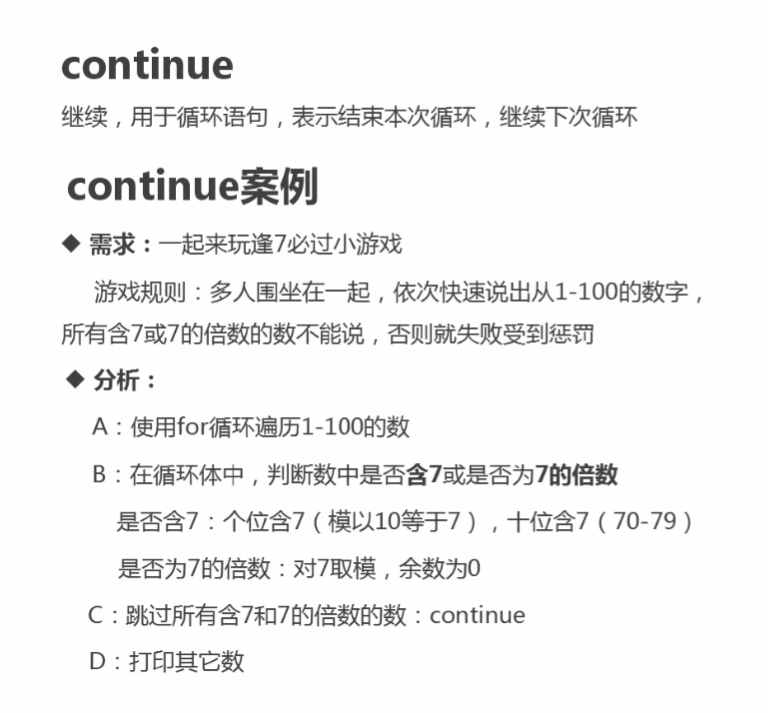 continue
继续，用于循环语句，表示结束本次循环，继续下次循环
continue案例
◆ 需求：一起来玩逢7必过小游戏
游戏规则：多人围坐在一起，依次快速说出从1-100的数字，
所有含7或7的倍数的数不能说，否则就失败受到惩罚
◆ 分析：
A：使用for循环遍历1-100的数
B：在循环体中，判断数中是否含7或是否为7的倍数
是否含7：个位含7（模以10等于7），十位含7（70-79）
是否为7的倍数：对7取模，余数为0
C：跳过所有含7和7的倍数的数：continue
D：打印其它数